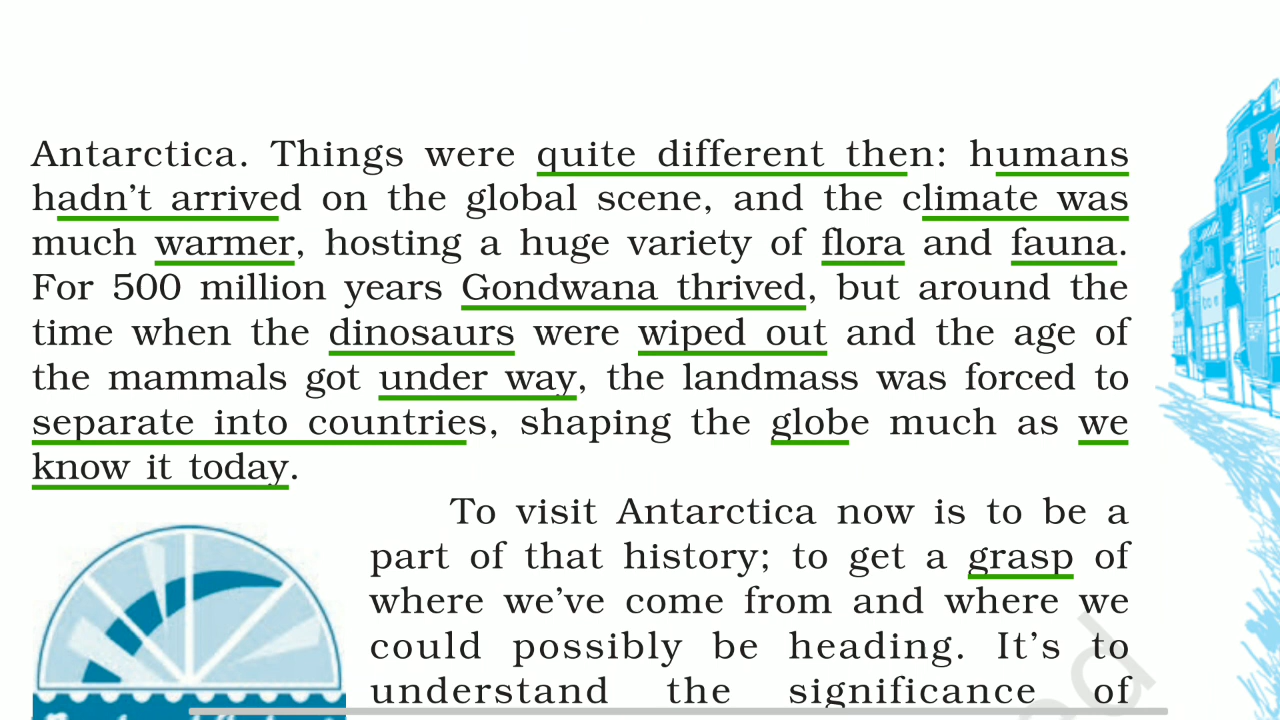 Antarctica. Things were quite different then: humans
hadn't arrived on the global scene, and the climate was
much warmer, hosting a huge variety of flora and fauna.
For 500 million years Gondwana thrived, but around the
time when the dinosaurs were wiped out and the age of
the mammals got under way, the landmass was forced to
separate into countries, shaping the globe much as we
know it today.
To visit Antarctica now is to be a
part of that history; to get a grasp of
where we've come from and where we
could possibly be heading. It's to
understand the significance of